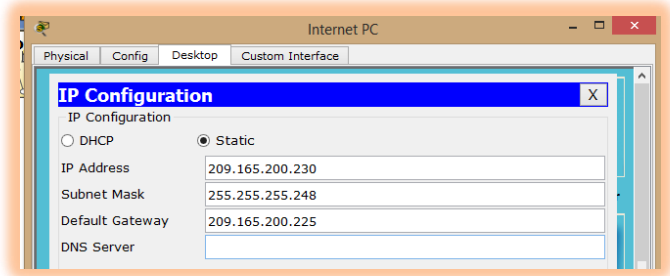 Internet PC
Physical Config Desktop Custom Interface
IP Configuration X
IP Configuration
DHCP Static
IP Address 209.165.200.230
Subnet Mask 255.255.255.248
Default Gateway 209.165.200.225
DNS Server